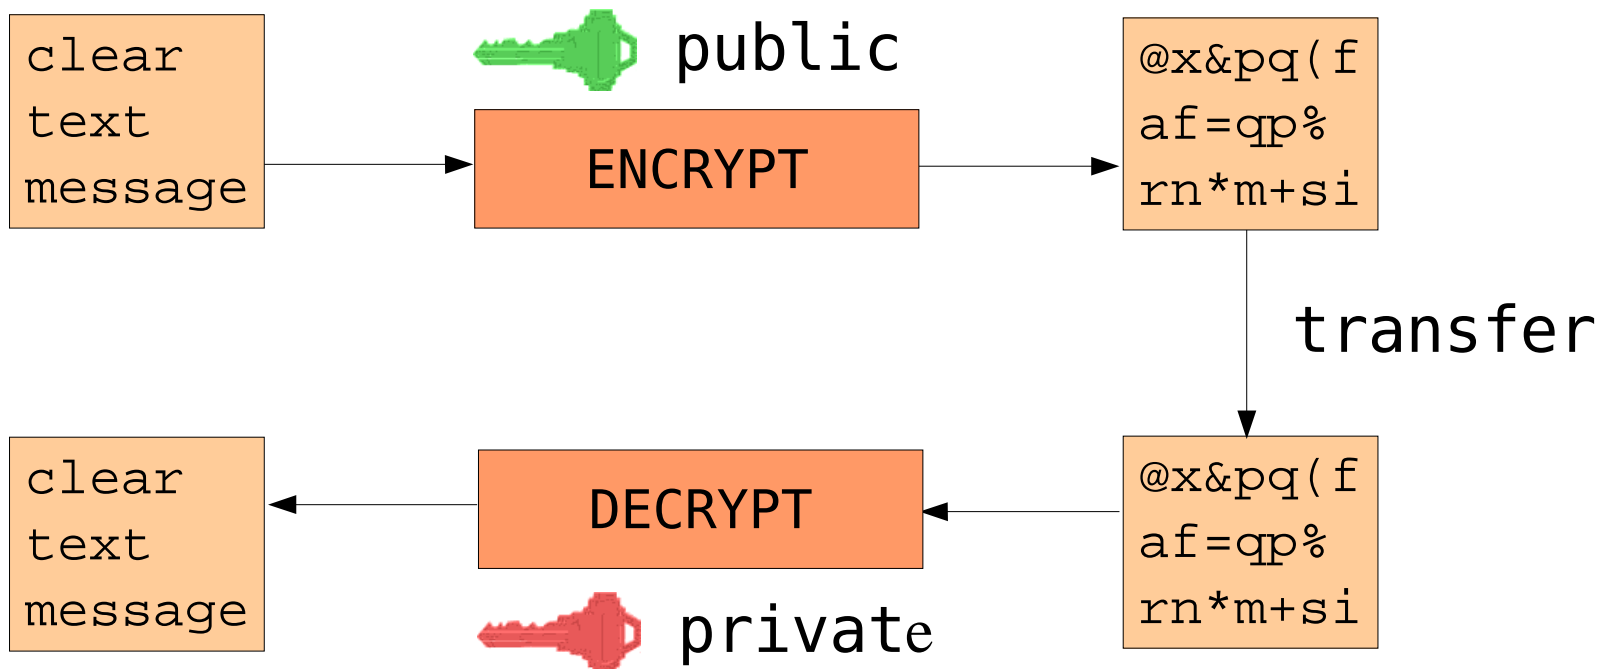 clear
text
message
public
ENCRYPT
@x&pq(f
af=qp%
rn*m+si
transfer
@x&pq(f
af=qp%
rn*m+si
DECRYPT
private
clear
text
message